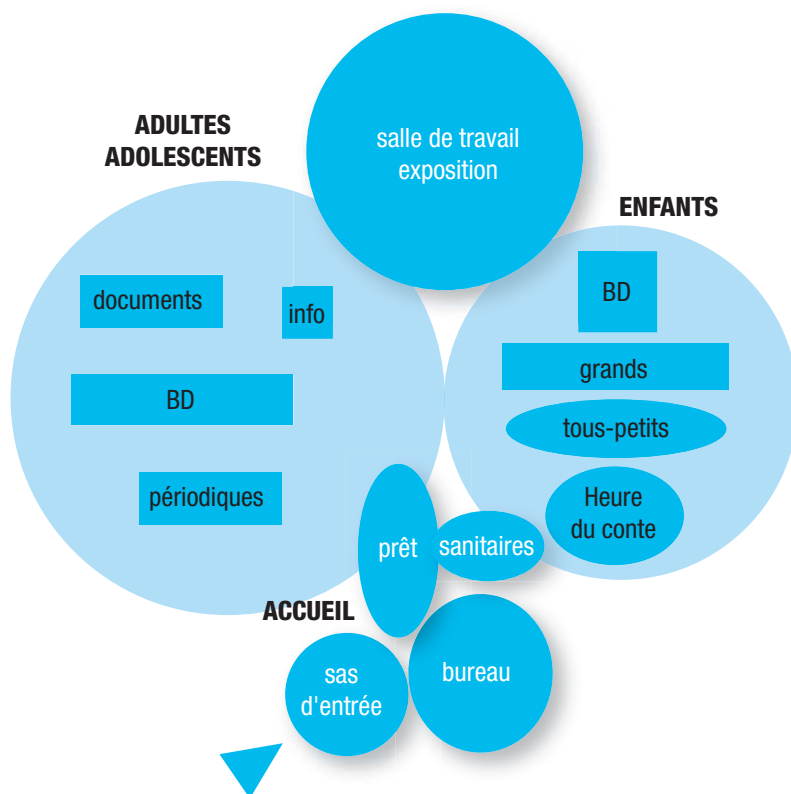 ADULTES
ADOLESCENTS
salle de travail
exposition
ENFANTS
documents
info
BD
périodiques
BD
grands
tous-petits
Heure
du conte
prêt
sanitaires
ACCUEIL
sas
d'entrée
bureau